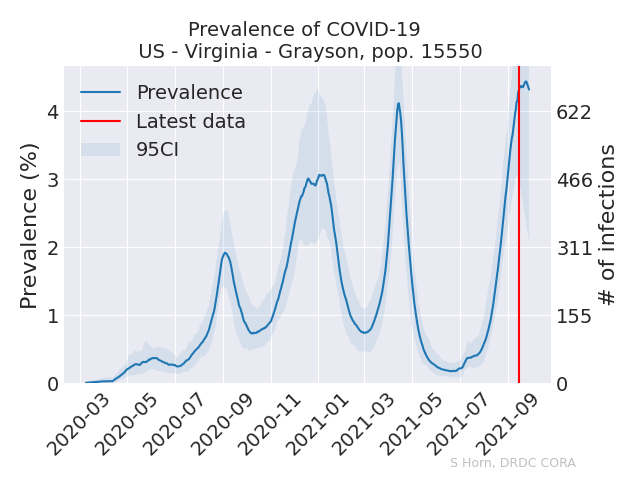 Prevalence of COVID-19
US - Virginia - Grayson, pop. 15550
Prevalence
Latest data
95CI
Prevalence (%)
4
3
2
1
0
622
466
311
155
0
# of infections
2020-03
2020-05
2020-07
2020-09
2020-11
2021-01
2021-03
2021-05
2021-07
2021-09
S Horn, DRDC CORA